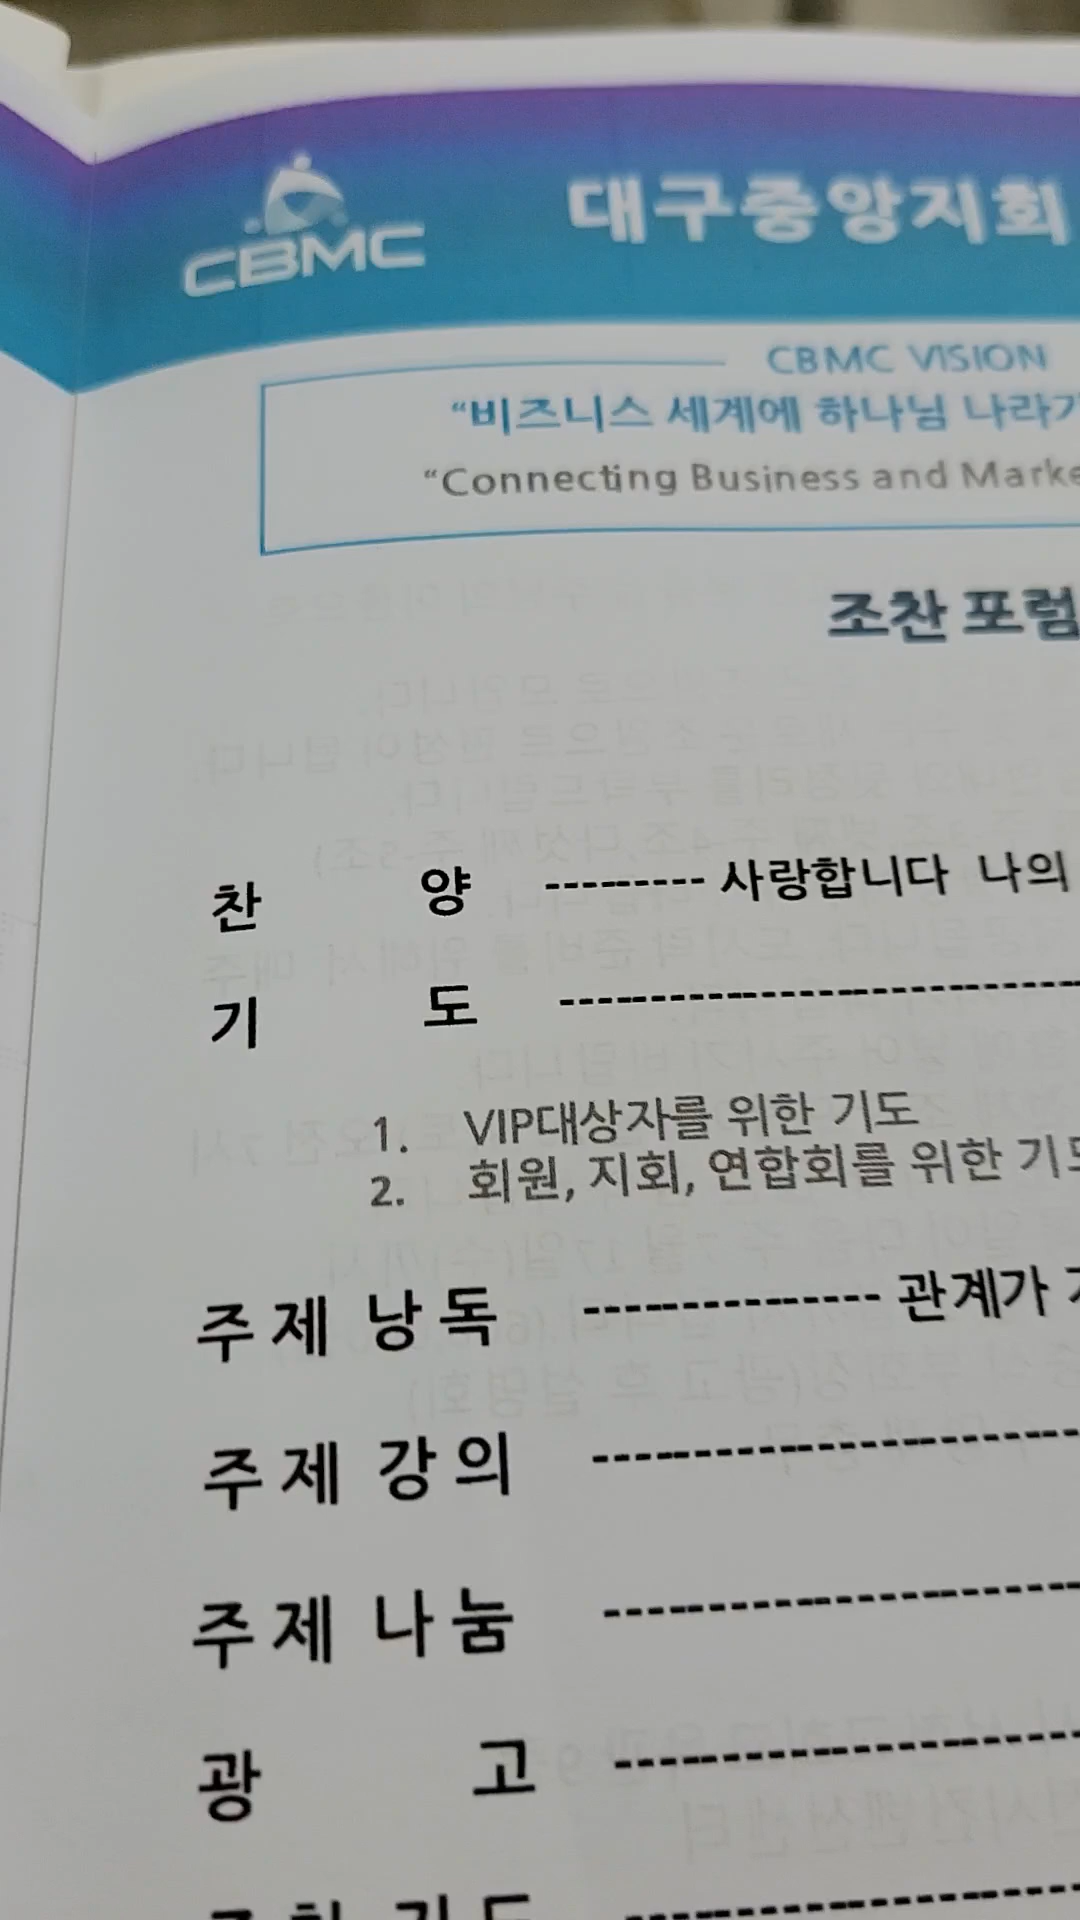 CBMC
대구중앙지회
CBMC VISION
"비즈니스 세계에 하나님
"Connecting Business and
조찬 포럼
찬 양 --------- 사랑합니다 나의
기 도 ------------------------------
1. VIP대상자를 위한 기도
2. 회원, 지회, 연합회를 위한
주제 낭독 --------------- 관계가
주제 강의 ------------------------------
주제 나눔 ------------------------------
광 고 ------------------------------